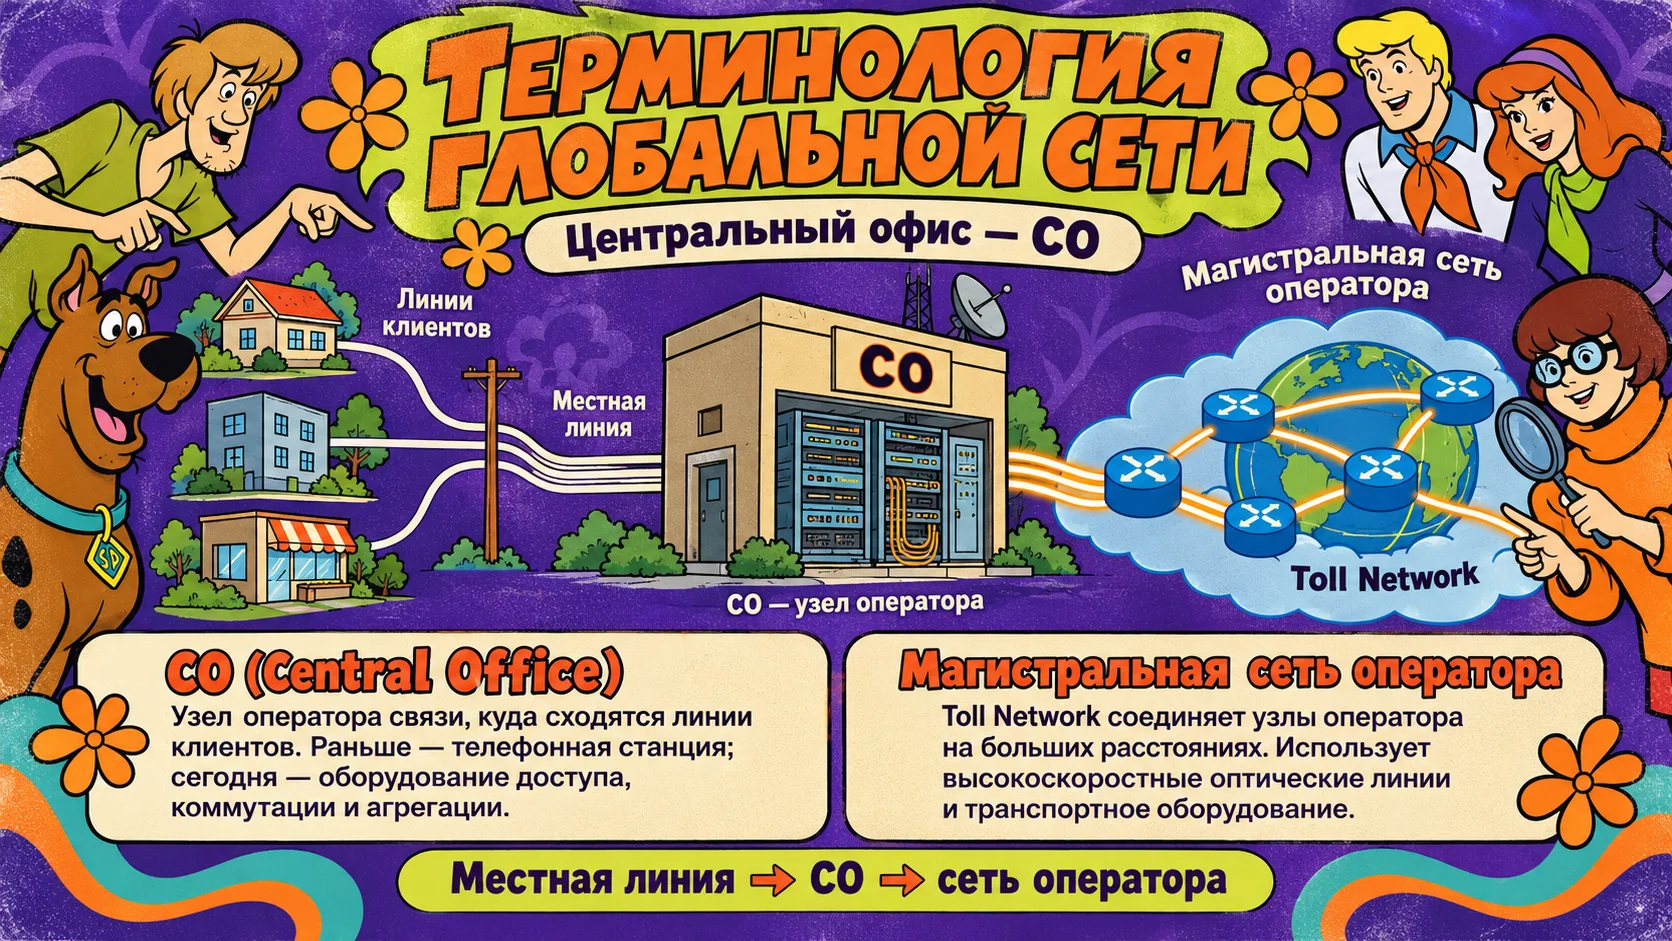 ТЕРМИНОЛОГИЯ
ГЛОБАЛЬНОЙ СЕТИ
Центральный офис — CO
Линии
клиентов
Местная
линия
CO
Магистральная сеть
оператора
Toll Network
SD
CO — узел оператора
CO (Central Office)
Узел оператора связи, куда сходятся линии
клиентов. Раньше — телефонная станция;
сегодня — оборудование доступа,
коммутации и агрегации.
Магистральная сеть оператора
Toll Network соединяет узлы оператора
на больших расстояниях. Использует
высокоскоростные оптические линии
и транспортное оборудование.
Местная линия → CO → сеть оператора